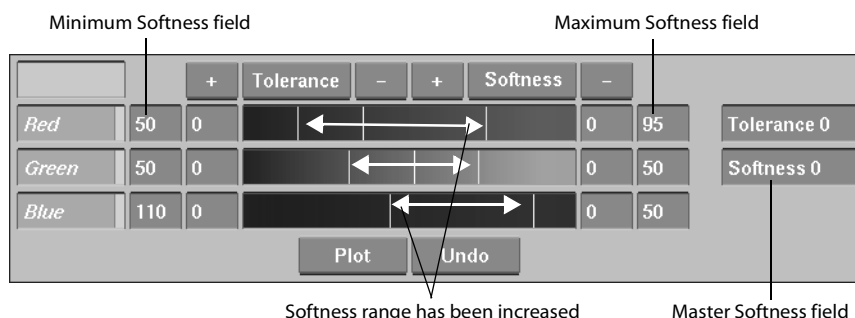 Minimum Softness field Maximum Softness field
+ Tolerance - + Softness -
Red 50 0 0 95 Tolerance 0
Green 50 0 0 50 Softness 0
Blue 110 0 0 50
Plot Undo
Softness range has been increased Master Softness field